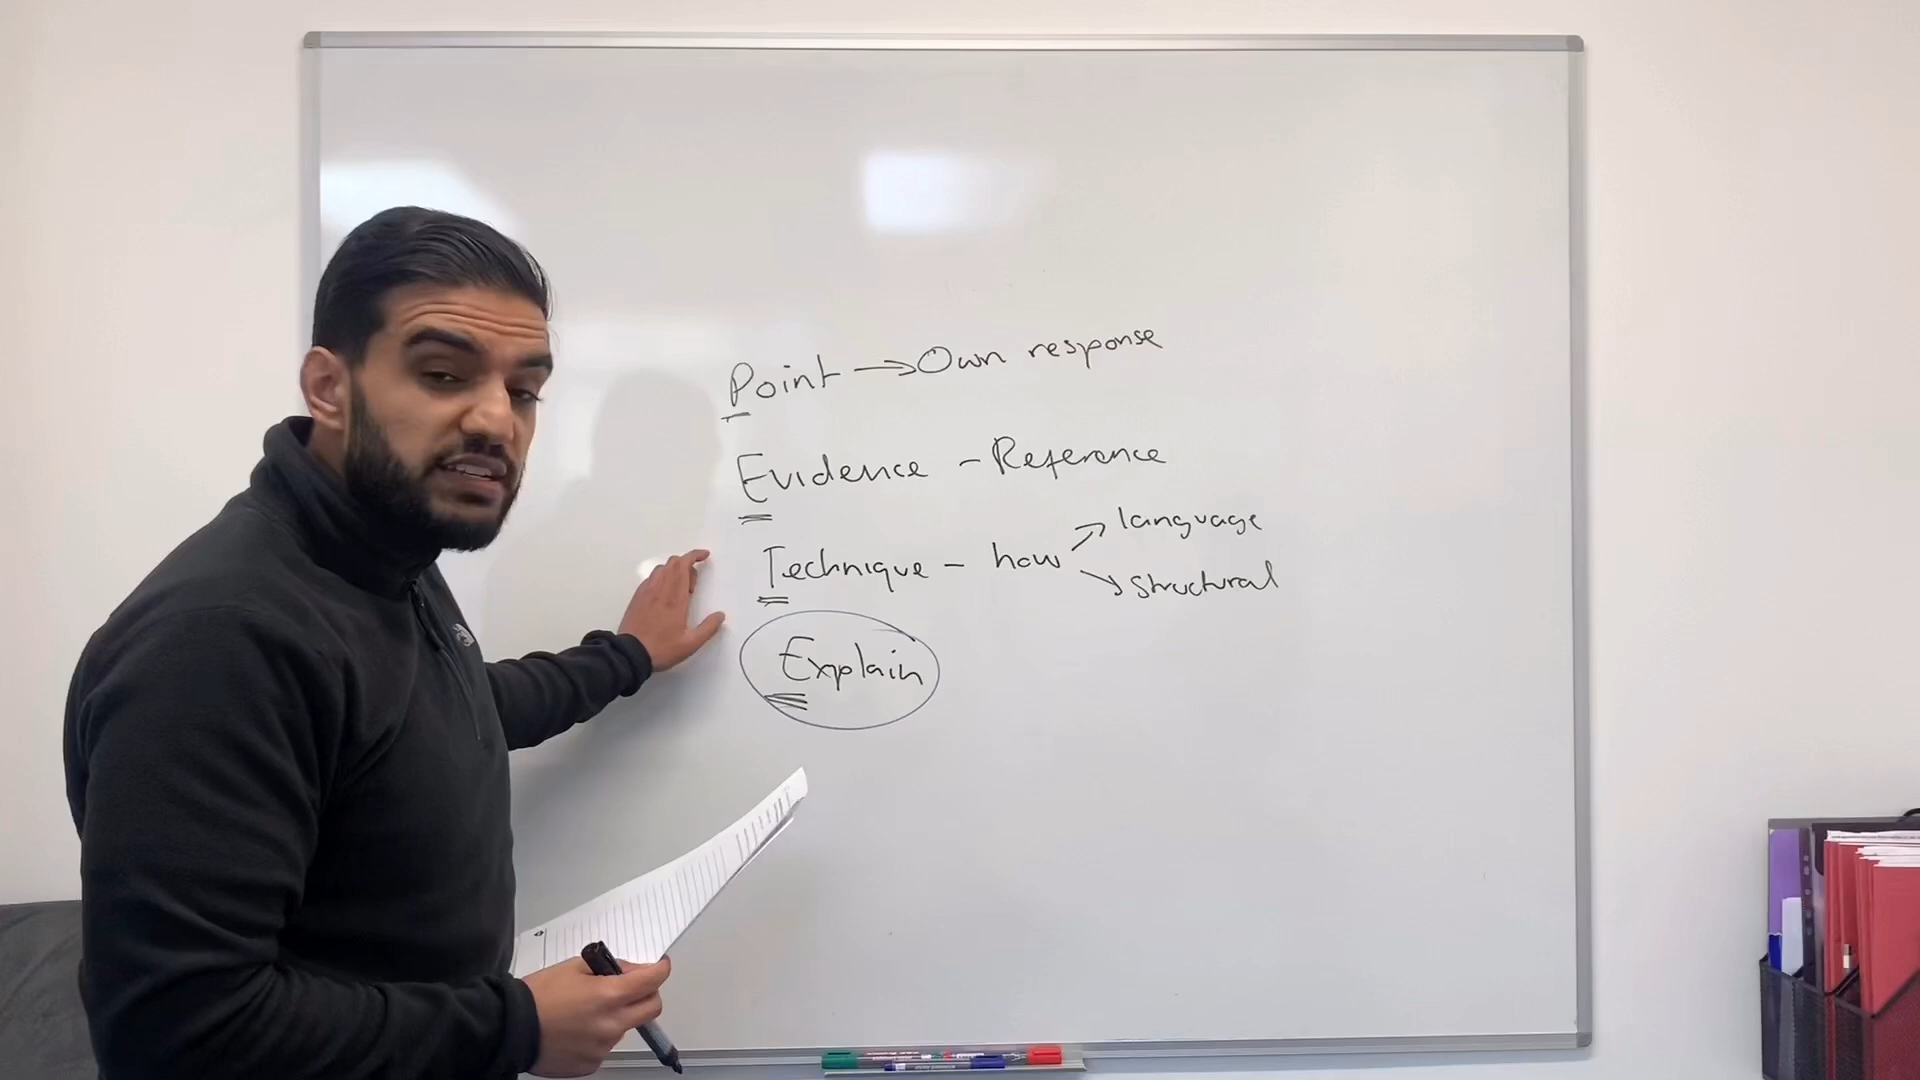 Point → Own response
Evidence – Reference
Technique – how ↗ language
↘ structural
Explain